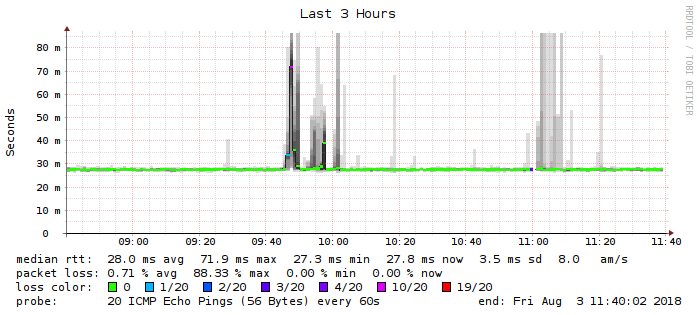 Last 3 Hours
RRDTOOL / TOBI OETIKER
Seconds
80 m
70 m
60 m
50 m
40 m
30 m
20 m
10 m
0
09:00 09:20 09:40 10:00 10:20 10:40 11:00 11:20 11:40
median rtt: 28.0 ms avg 71.9 ms max 27.3 ms min 27.8 ms now 3.5 ms sd 8.0 am/s
packet loss: 0.71 % avg 88.33 % max 0.00 % min 0.00 % now
loss color: 0 1/20 2/20 3/20 4/20 10/20 19/20
probe: 20 ICMP Echo Pings (56 Bytes) every 60s end: Fri Aug 3 11:40:02 2018